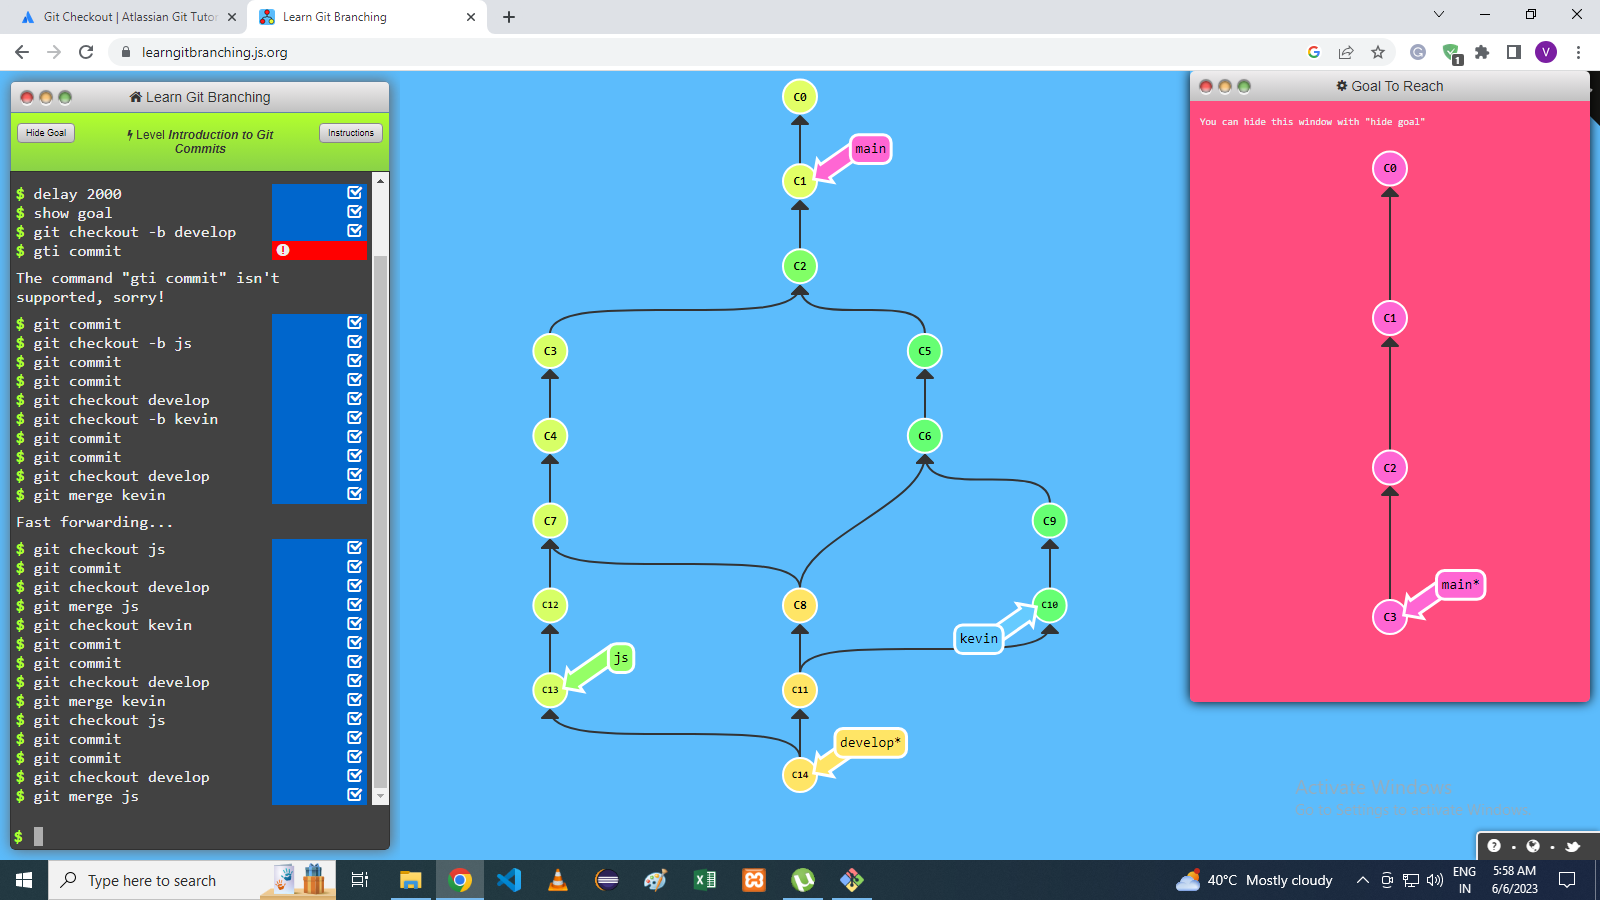 Git Checkout | Atlassian Git Tutor
Learn Git Branching
learngitbranching.js.org
1
V
Learn Git Branching
Hide Goal
Level Introduction to Git Commits
Instructions
$ delay 2000
$ show goal
$ git checkout -b develop
$ gti commit
The command "gti commit" isn't
supported, sorry!
$ git commit
$ git checkout -b js
$ git commit
$ git commit
$ git checkout develop
$ git checkout -b kevin
$ git commit
$ git commit
$ git checkout develop
$ git merge kevin
Fast forwarding...
$ git checkout js
$ git commit
$ git checkout develop
$ git merge js
$ git checkout kevin
$ git commit
$ git commit
$ git checkout develop
$ git merge kevin
$ git checkout js
$ git commit
$ git commit
$ git checkout develop
$ git merge js
$
C0
main
C1
C2
C3
C5
C4
C6
C7
C9
C12
C8
C10
kevin
js
C13
C11
develop*
C14
Goal To Reach
You can hide this window with "hide goal"
C0
C1
C2
main*
C3
Activate Windows
Go to Settings to activate Windows.
Type here to search
40°C Mostly cloudy
ENG
IN
5:58 AM
6/6/2023